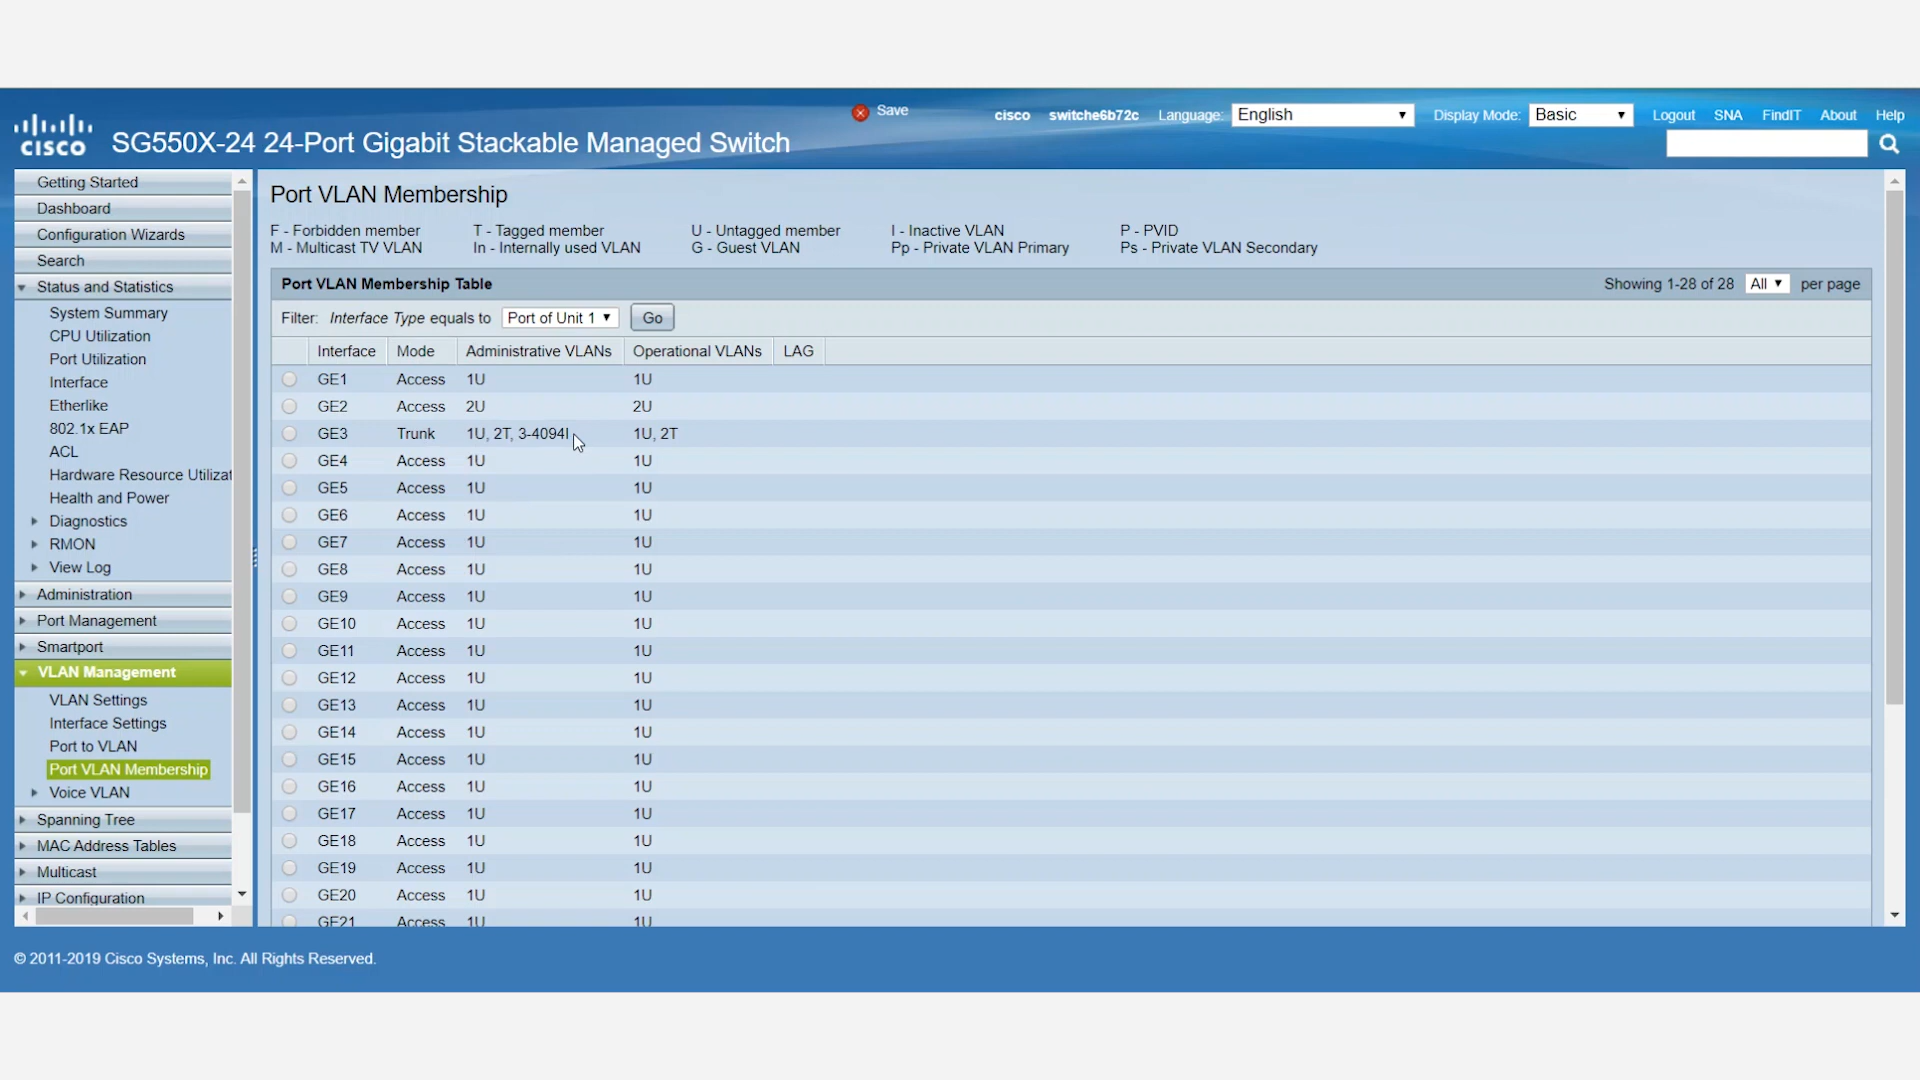 Save
cisco switche6b72c Language: English Display Mode: Basic Logout SNA FindIT About Help
CISCO SG550X-24 24-Port Gigabit Stackable Managed Switch
Getting Started
Dashboard
Configuration Wizards
Search
Status and Statistics
System Summary
CPU Utilization
Port Utilization
Interface
Etherlike
802.1x EAP
ACL
Hardware Resource Utilizat
Health and Power
Diagnostics
RMON
View Log
Administration
Port Management
Smartport
VLAN Management
VLAN Settings
Interface Settings
Port to VLAN
Port VLAN Membership
Voice VLAN
Spanning Tree
MAC Address Tables
Multicast
IP Configuration
Port VLAN Membership
F - Forbidden member T - Tagged member U - Untagged member I - Inactive VLAN P - PVID
M - Multicast TV VLAN In - Internally used VLAN G - Guest VLAN Pp - Private VLAN Primary Ps - Private VLAN Secondary
Port VLAN Membership Table Showing 1-28 of 28 All per page
Filter: Interface Type equals to Port of Unit 1 Go
Interface Mode Administrative VLANs Operational VLANs LAG
GE1 Access 1U 1U
GE2 Access 2U 2U
GE3 Trunk 1U, 2T, 3-4094I 1U, 2T
GE4 Access 1U 1U
GE5 Access 1U 1U
GE6 Access 1U 1U
GE7 Access 1U 1U
GE8 Access 1U 1U
GE9 Access 1U 1U
GE10 Access 1U 1U
GE11 Access 1U 1U
GE12 Access 1U 1U
GE13 Access 1U 1U
GE14 Access 1U 1U
GE15 Access 1U 1U
GE16 Access 1U 1U
GE17 Access 1U 1U
GE18 Access 1U 1U
GE19 Access 1U 1U
GE20 Access 1U 1U
GE21 Access 1U 1U
© 2011-2019 Cisco Systems, Inc. All Rights Reserved.